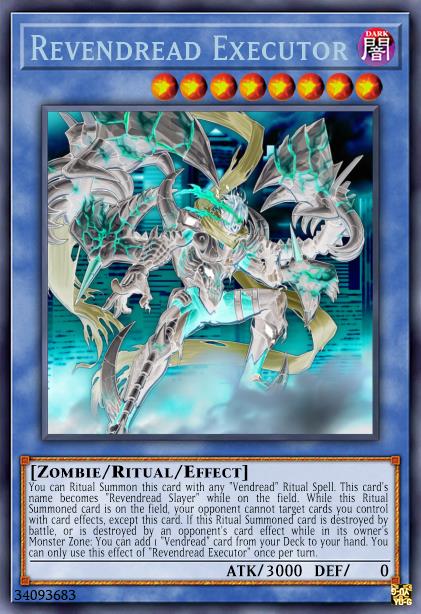 REVENDREAD EXECUTOR
DARK
闇
[ZOMBIE/RITUAL/EFFECT]
You can Ritual Summon this card with any "Vendread" Ritual Spell. This card's
name becomes "Revendread Slayer" while on the field. While this Ritual
Summoned card is on the field, your opponent cannot target cards you control
with card effects, except this card. If this Ritual Summoned card is destroyed by
battle, or is destroyed by an opponent's card effect while in its owner's
Monster Zone: You can add 1 "Vendread" card from your Deck to your hand. You can
only use this effect of "Revendread Executor" once per turn.
ATK/3000 DEF/ 0
34093683